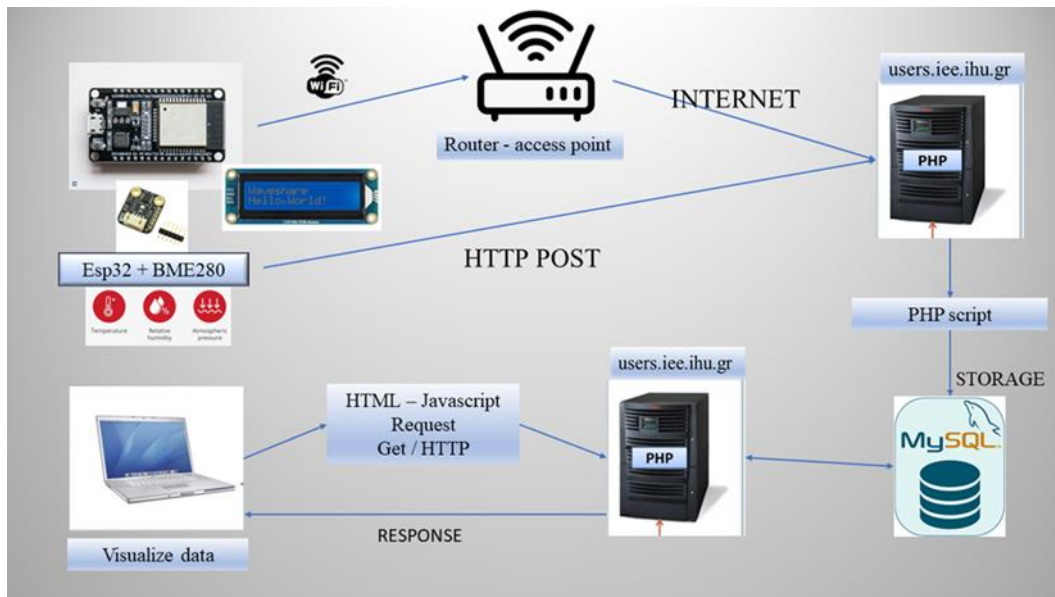 WiFi
Router - access point
INTERNET
users.iee.ihu.gr
PHP
Waveshare
Hello,World!
Esp32 + BME280
HTTP POST
Temperature
Relative
humidity
Atmospheric
pressure
PHP script
STORAGE
MySQL
users.iee.ihu.gr
PHP
HTML – Javascript
Request
Get / HTTP
RESPONSE
Visualize data